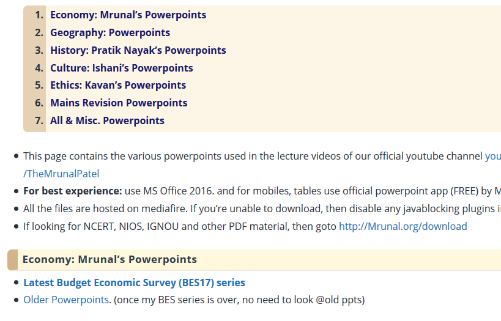 1. Economy: Mrunal's Powerpoints
2. Geography: Powerpoints
3. History: Pratik Nayak's Powerpoints
4. Culture: Ishani's Powerpoints
5. Ethics: Kavan's Powerpoints
6. Mains Revision Powerpoints
7. All & Misc. Powerpoints
• This page contains the various powerpoints used in the lecture videos of our official youtube channel you
/TheMrunalPatel
• For best experience: use MS Office 2016. and for mobiles, tables use official powerpoint app (FREE) by M
• All the files are hosted on mediafire. If you're unable to download, then disable any javablocking plugins i
• If looking for NCERT, NIOS, IGNOU and other PDF material, then goto http://Mrunal.org/download
Economy: Mrunal's Powerpoints
• Latest Budget Economic Survey (BES17) series
• Older Powerpoints. (once my BES series is over, no need to look @old ppts)